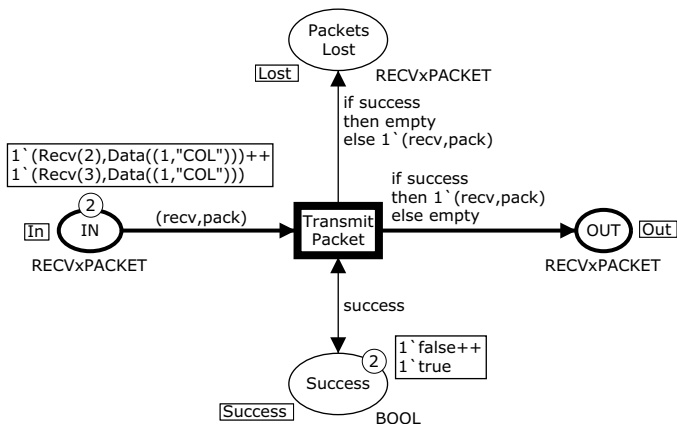 Packets
Lost
Lost
RECVxPACKET
if success
then empty
else 1`(recv,pack)
1`(Recv(2),Data((1,"COL")))++
1`(Recv(3),Data((1,"COL")))
2
In
IN
RECVxPACKET
(recv,pack)
Transmit
Packet
if success
then 1`(recv,pack)
else empty
OUT
Out
RECVxPACKET
success
2
1`false++
1`true
Success
Success
BOOL